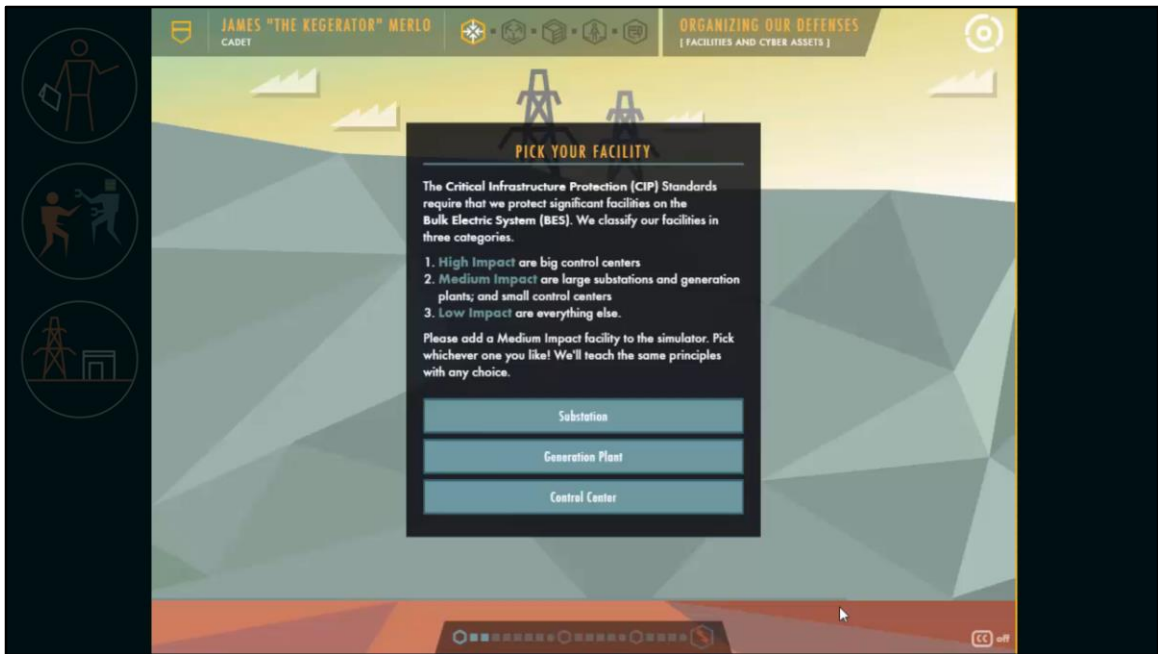 JAMES "THE KEGERATOR" MERLO
CADET
ORGANIZING OUR DEFENSES
[ FACILITIES AND CYBER ASSETS ]
PICK YOUR FACILITY
The Critical Infrastructure Protection (CIP) Standards
require that we protect significant facilities on the
Bulk Electric System (BES). We classify our facilities in
three categories.
1. High Impact are big control centers
2. Medium Impact are large substations and generation
plants; and small control centers
3. Low Impact are everything else.
Please add a Medium Impact facility to the simulator. Pick
whichever one you like! We'll teach the same principles
with any choice.
Substation
Generation Plant
Control Center
CC off